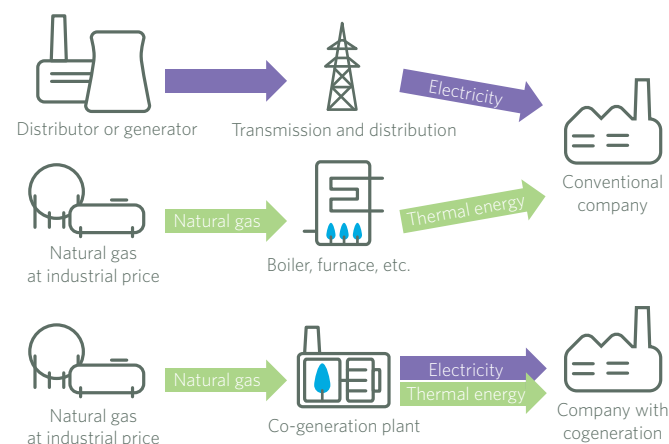 Electricity
Distributor or generator
Transmission and distribution
Conventional
company
Natural gas
Thermal energy
Natural gas
at industrial price
Boiler, furnace, etc.
Natural gas
Electricity
Thermal energy
Natural gas
at industrial price
Co-generation plant
Company with
cogeneration